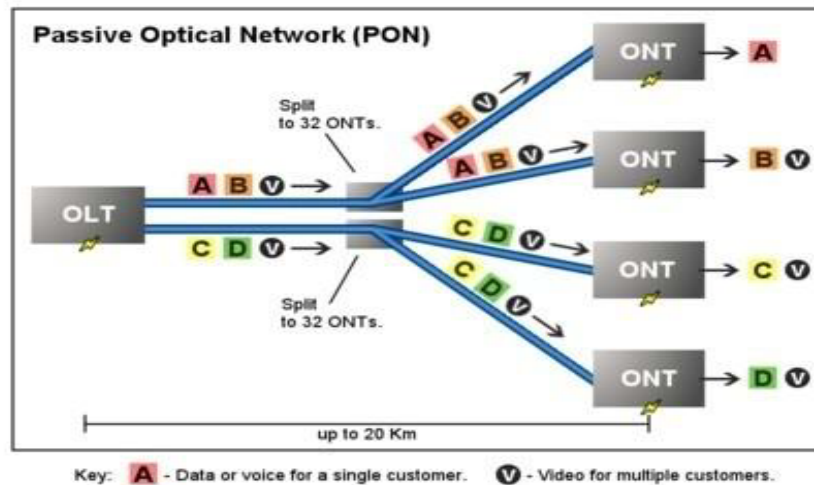 Passive Optical Network (PON)
ONT
A
Split
to 32 ONTs.
A B V
A B V
ONT
B V
A B V
OLT
C D V
C D V
ONT
C V
C D V
Split
to 32 ONTs.
ONT
D V
up to 20 Km
Key: A - Data or voice for a single customer. V - Video for multiple customers.